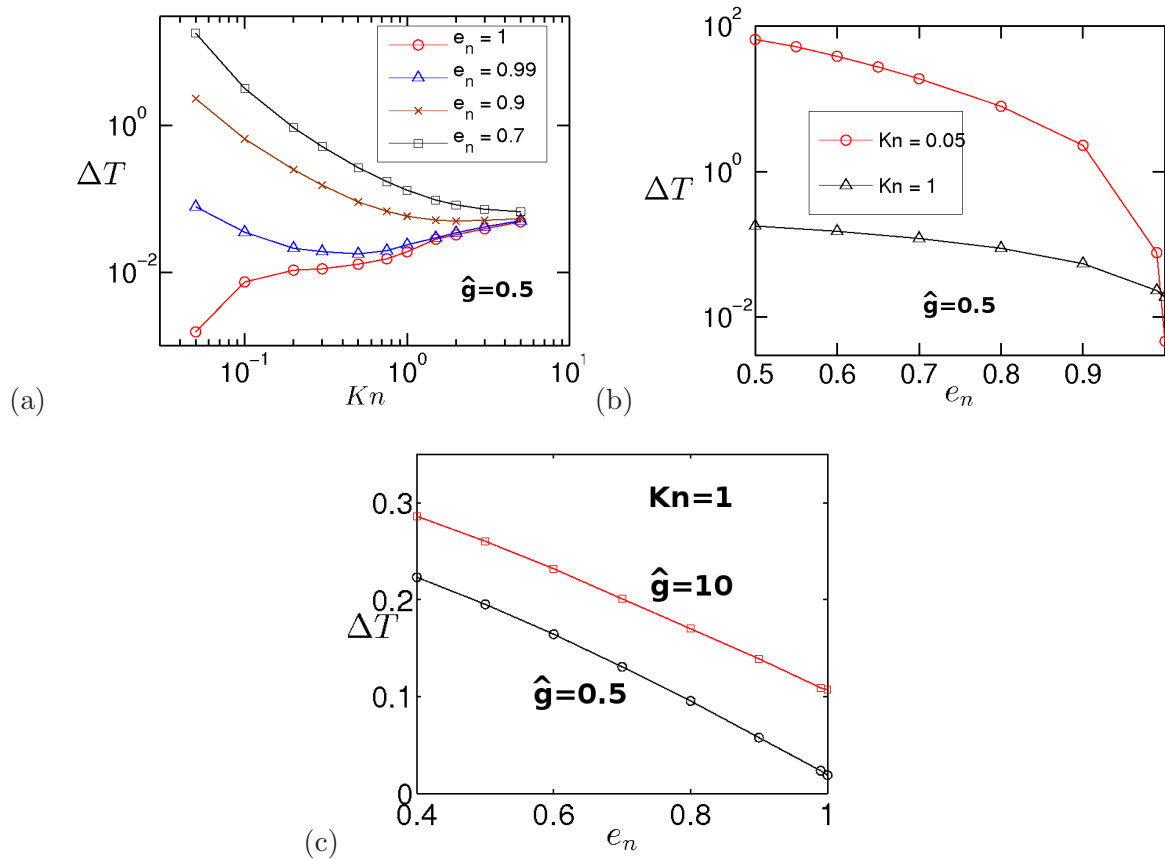 e_n = 1
e_n = 0.99
e_n = 0.9
e_n = 0.7
10^0
10^{-2}
ΔT
ĝ=0.5
10^{-1} 10^0 10^1
Kn
(a)
10^2
10^0
10^{-2}
ΔT
Kn = 0.05
Kn = 1
ĝ=0.5
0.5 0.6 0.7 0.8 0.9
e_n
(b)
0.3
0.2
0.1
0
ΔT
Kn=1
ĝ=10
ĝ=0.5
0.4 0.6 0.8 1
e_n
(c)